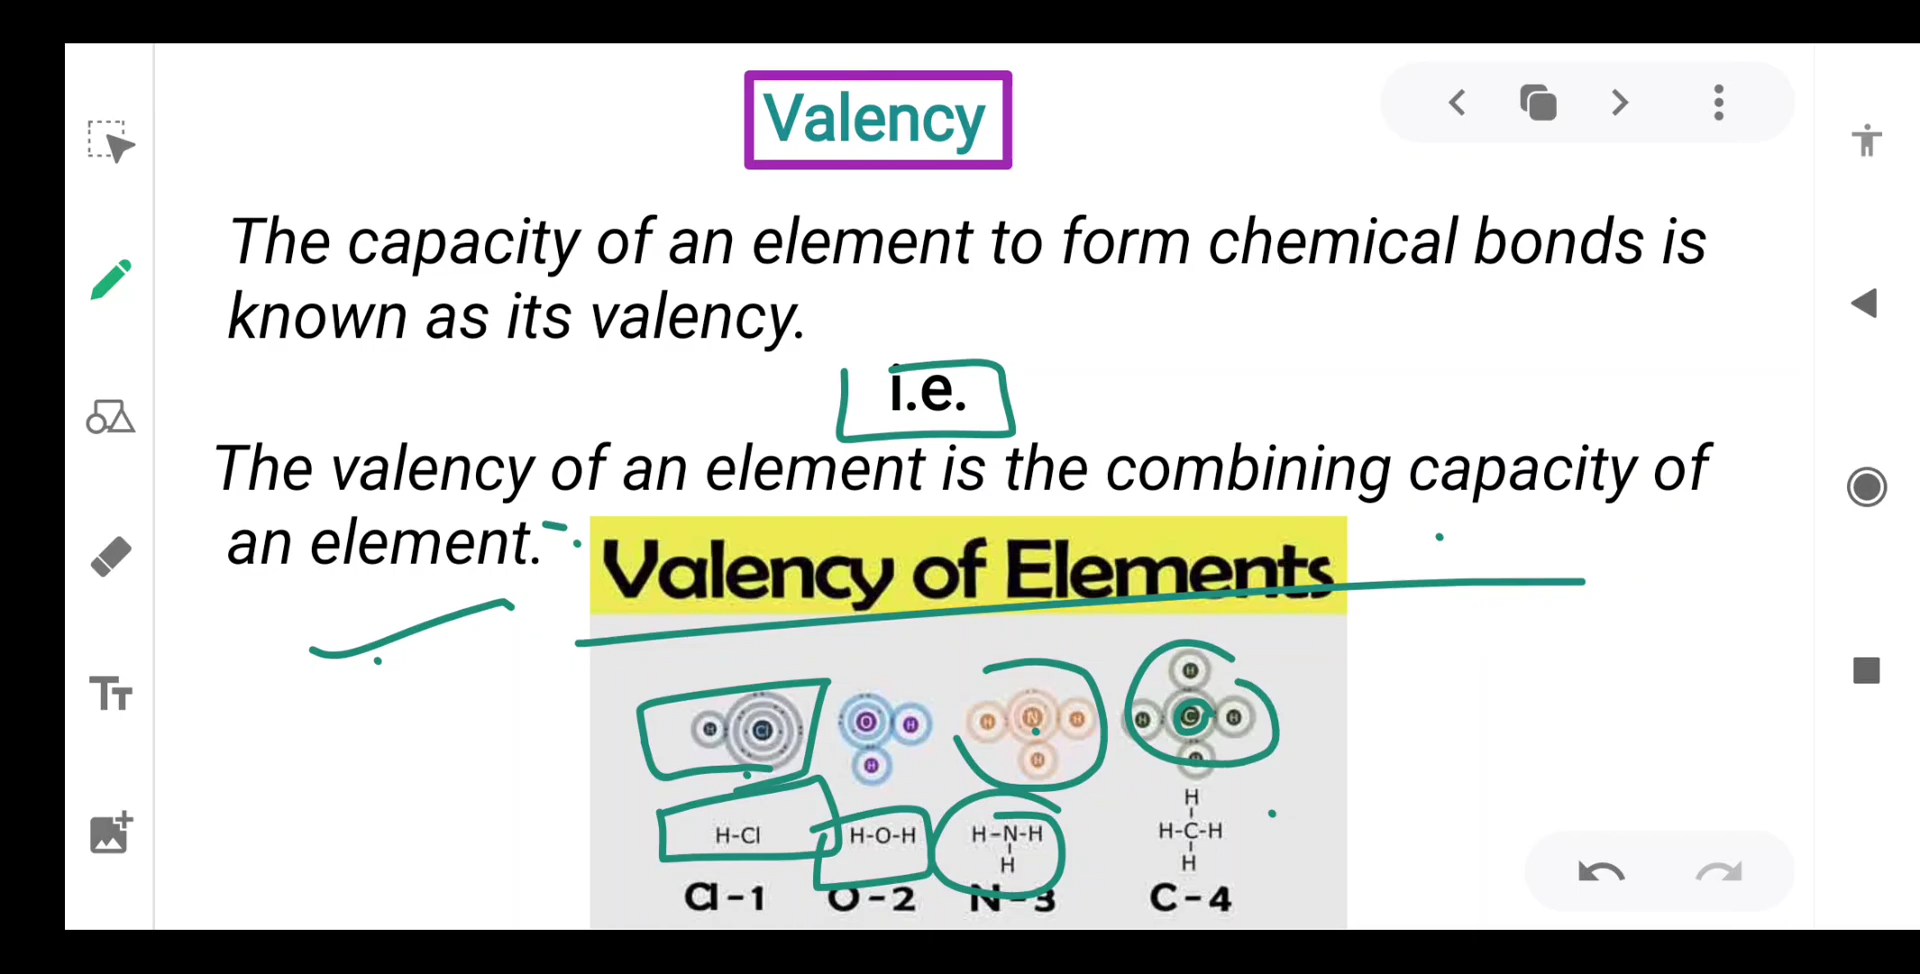 Valency
The capacity of an element to form chemical bonds is
known as its valency.
i.e.
The valency of an element is the combining capacity of
an element.
Valency of Elements
H Cl O H H N H H H C H H
H H H
H
H-Cl H-O-H H-N-H H-C-H
H H
Cl-1 O-2 N-3 C-4
Tт